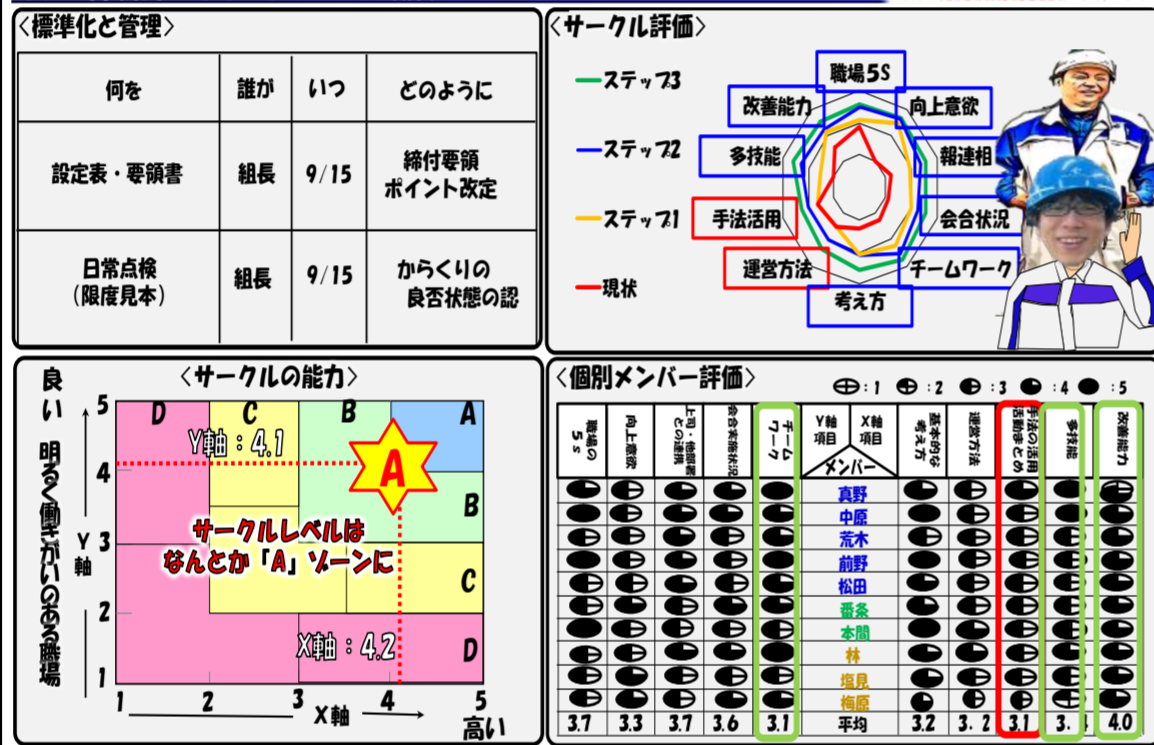 〈標準化と管理〉
何を 誰が いつ どのように
設定表・要領書 組長 9/15 締付要領
ポイント改定
日常点検
(限度見本) 組長 9/15 からくりの
良否状態の認
〈サークル評価〉
ステップ3
ステップ2
ステップ1
現状
職場5S
向上意欲
報連相
会合状況
チームワーク
考え方
運営方法
手法活用
多技能
改善能力
〈サークルの能力〉
良い 明るく働きがいのある職場
Y軸
5
4
3
2
1
D C B A
Y軸：4.1
A
B
サークルレベルは
なんとか「A」ゾーンに
C
X軸：4.2
D
1 2 3 4 5
X軸
高い
〈個別メンバー評価〉
:1 :2 :3 :4 :5
職場の5s
向上意欲
上司・他部署との連携
会合実施状況
チームワーク
Y軸項目
X軸項目
メンバー
基本的な考え方
運営方法
手法の活用活動まとめ
多技能
改善能力
真野
中原
荒木
前野
松田
番条
本間
林
塩見
梅原
3.7 3.3 3.7 3.6 3.1 平均 3.2 3.2 3.1 3. 4.0